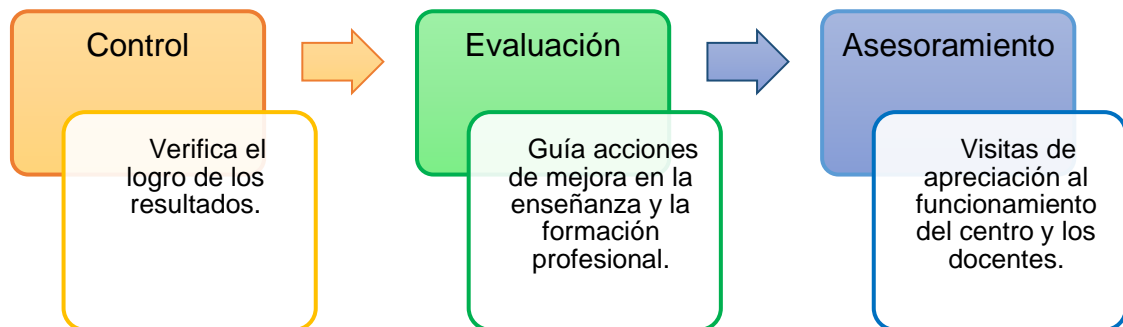 Control
Verifica el
logro de los
resultados.
Evaluación
Guía acciones
de mejora en la
enseñanza y la
formación
profesional.
Asesoramiento
Visitas de
apreciación al
funcionamiento
del centro y los
docentes.